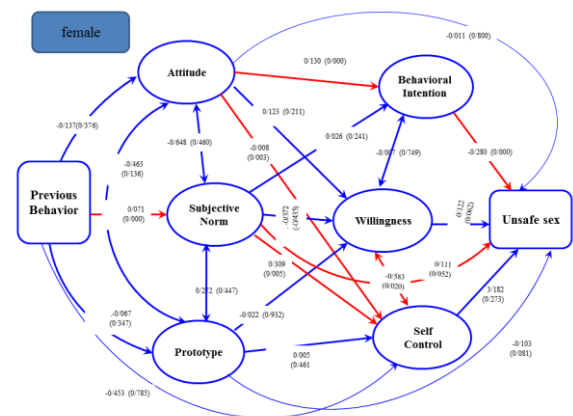 female
-0/011 (0/800)
0/130 (0/000)
Attitude
Behavioral
Intention
-0/137(0/376)
0/123 (0/211)
-0/463
(0/136)
-0/648 (0/460)
-0/008
(0/003)
0/026 (0/241)
-0/007 (0/749)
-0/280 (0/000)
Previous
Behavior
0/071
(0/000)
Subjective
Norm
-0/372
(-0/435)
Willingness
0/122
(0/062)
Unsafe sex
0/309
(0/005)
0/111
(0/052)
-0/583
(0/020)
0/272 (0/447)
3/182
(0/273)
-0/067
(0/347)
-0/022 (0/932)
Self
Control
Prototype
0/005
(0/461
-0/103
(0/081)
-0/453 (0/785)